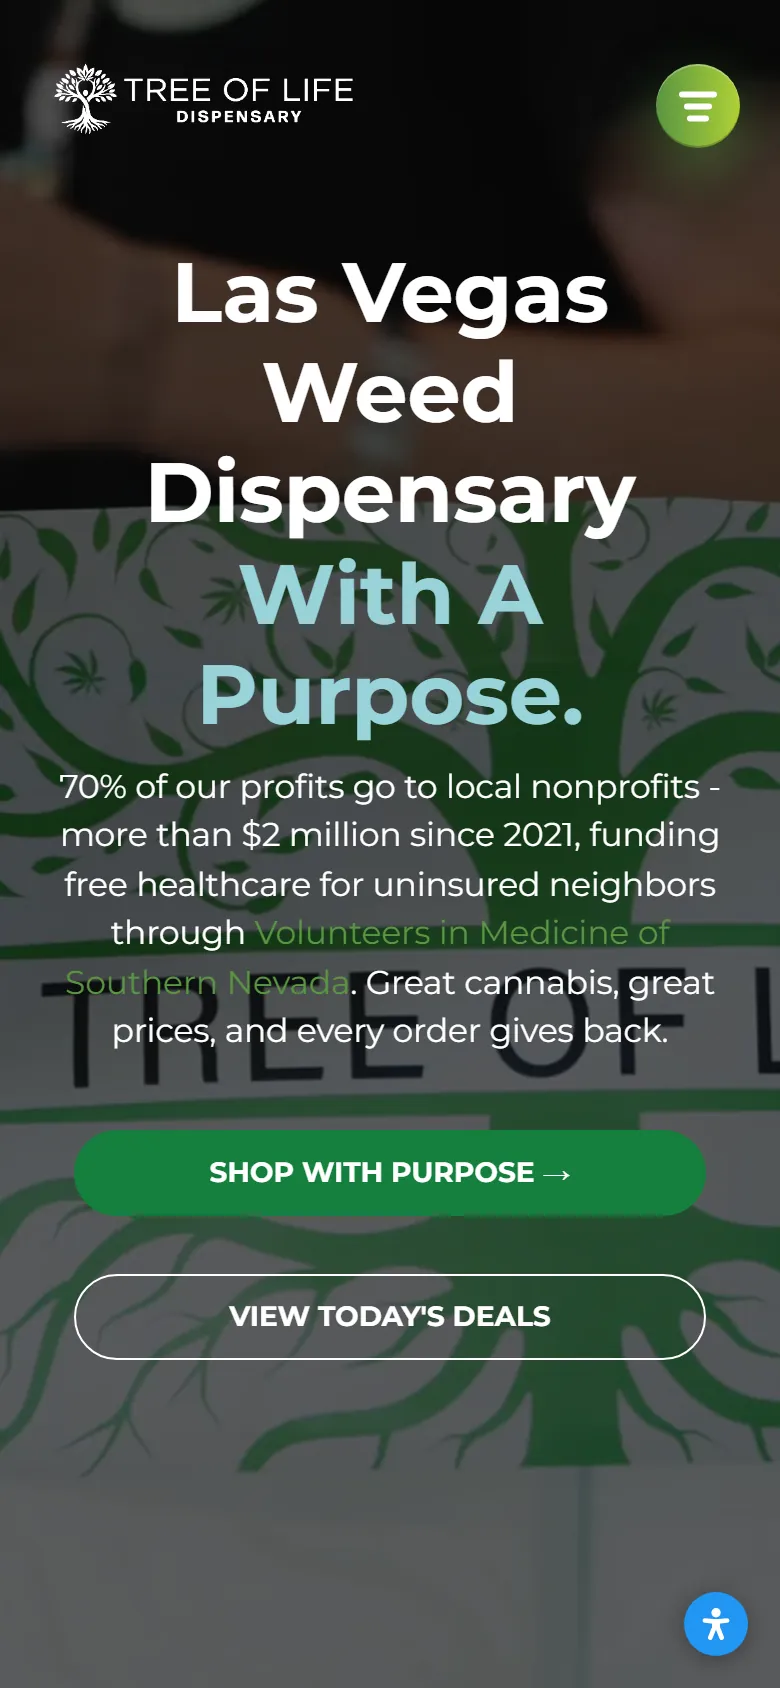 TREE OF LIFE
DISPENSARY
Las Vegas
Weed
Dispensary
With A
Purpose.
70% of our profits go to local nonprofits -
more than $2 million since 2021, funding
free healthcare for uninsured neighbors
through Volunteers in Medicine of
Southern Nevada. Great cannabis, great
prices, and every order gives back.
TREE OF L
SHOP WITH PURPOSE →
VIEW TODAY'S DEALS